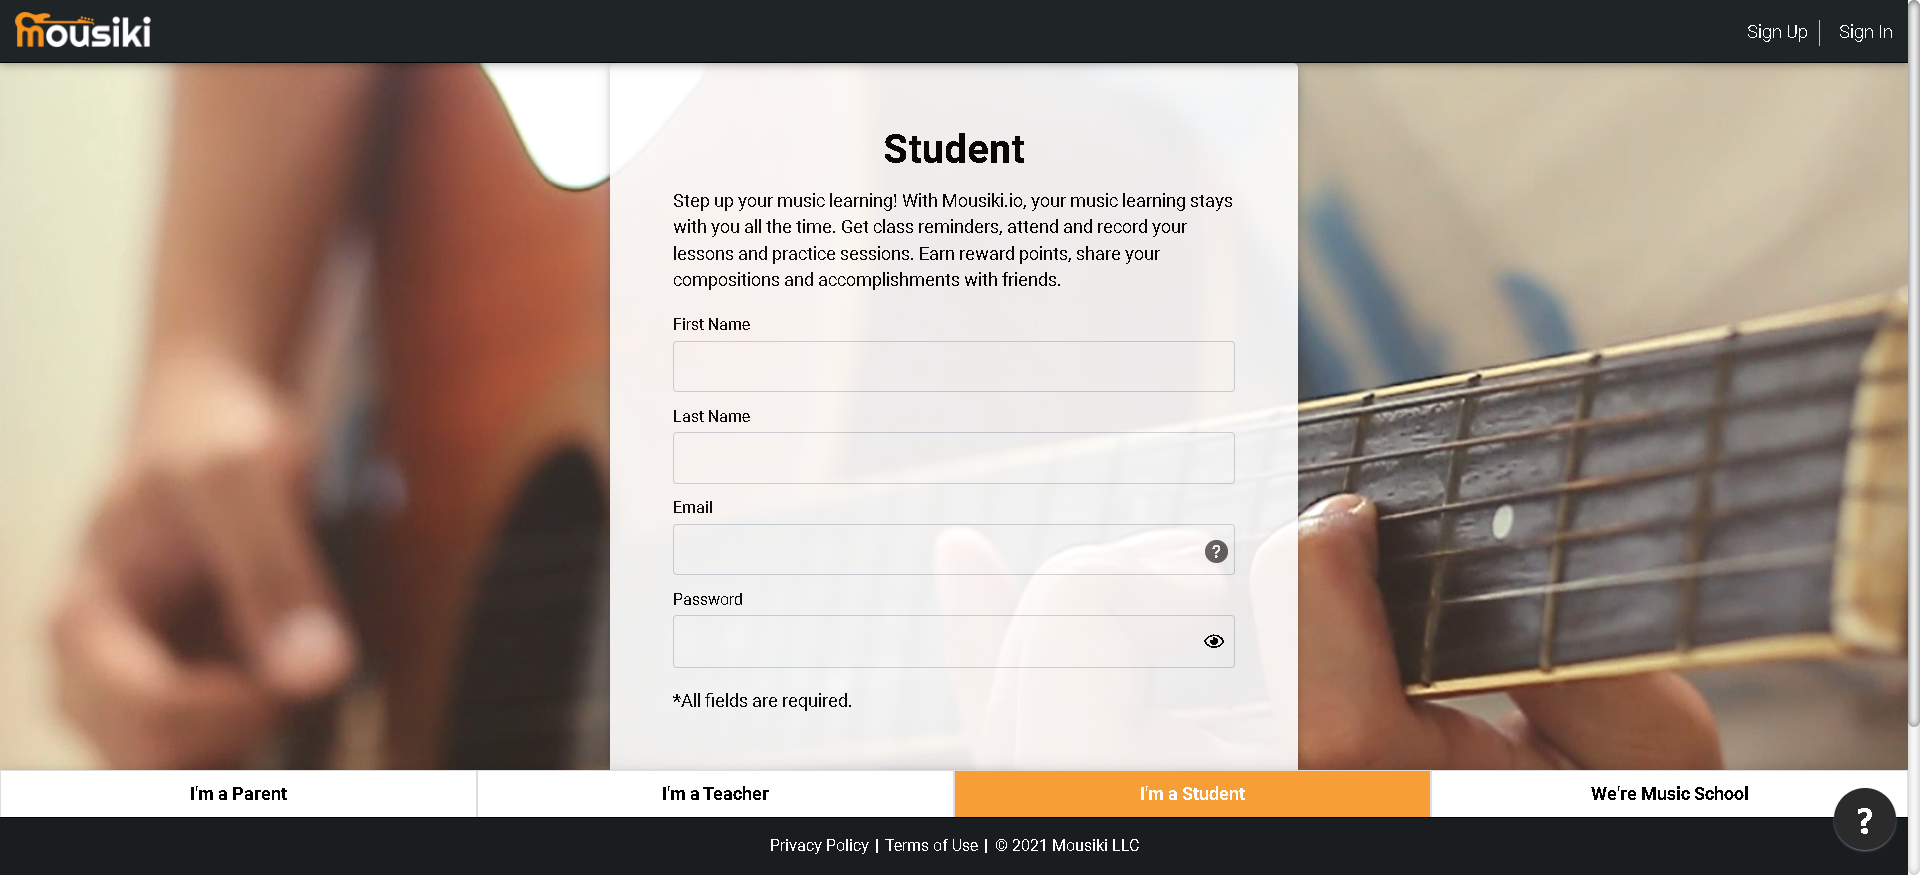 mousiki
Sign Up
Sign In
Student
Step up your music learning! With Mousiki.io, your music learning stays
with you all the time. Get class reminders, attend and record your
lessons and practice sessions. Earn reward points, share your
compositions and accomplishments with friends.
First Name
Last Name
Email
?
Password
*All fields are required.
I'm a Parent
I'm a Teacher
I'm a Student
We're Music School
?
Privacy Policy | Terms of Use | © 2021 Mousiki LLC